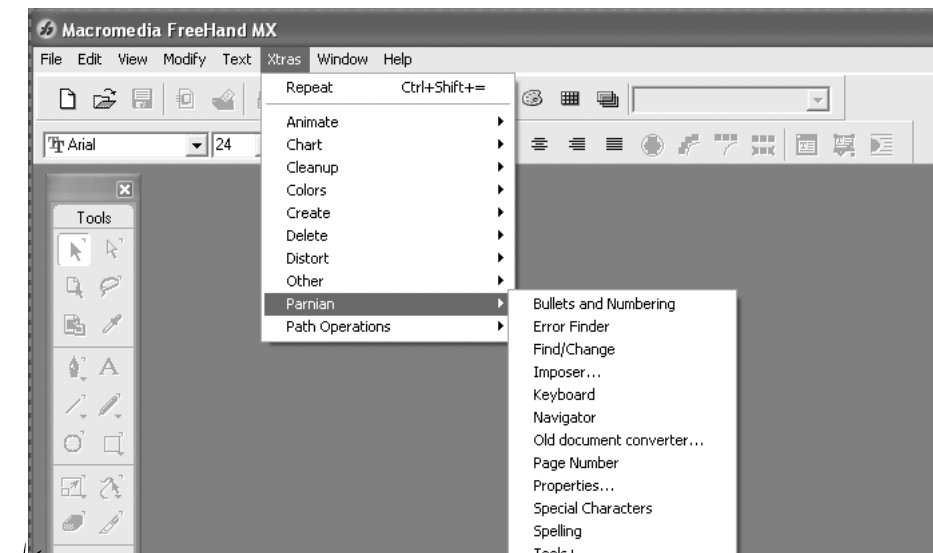 Macromedia FreeHand MX
File Edit View Modify Text Xtras Window Help
Repeat Ctrl+Shift+=
Arial 24
Animate
Chart
Cleanup
Colors
Create
Delete
Distort
Other
Parnian
Path Operations
Tools
Bullets and Numbering
Error Finder
Find/Change
Imposer...
Keyboard
Navigator
Old document converter...
Page Number
Properties...
Special Characters
Spelling